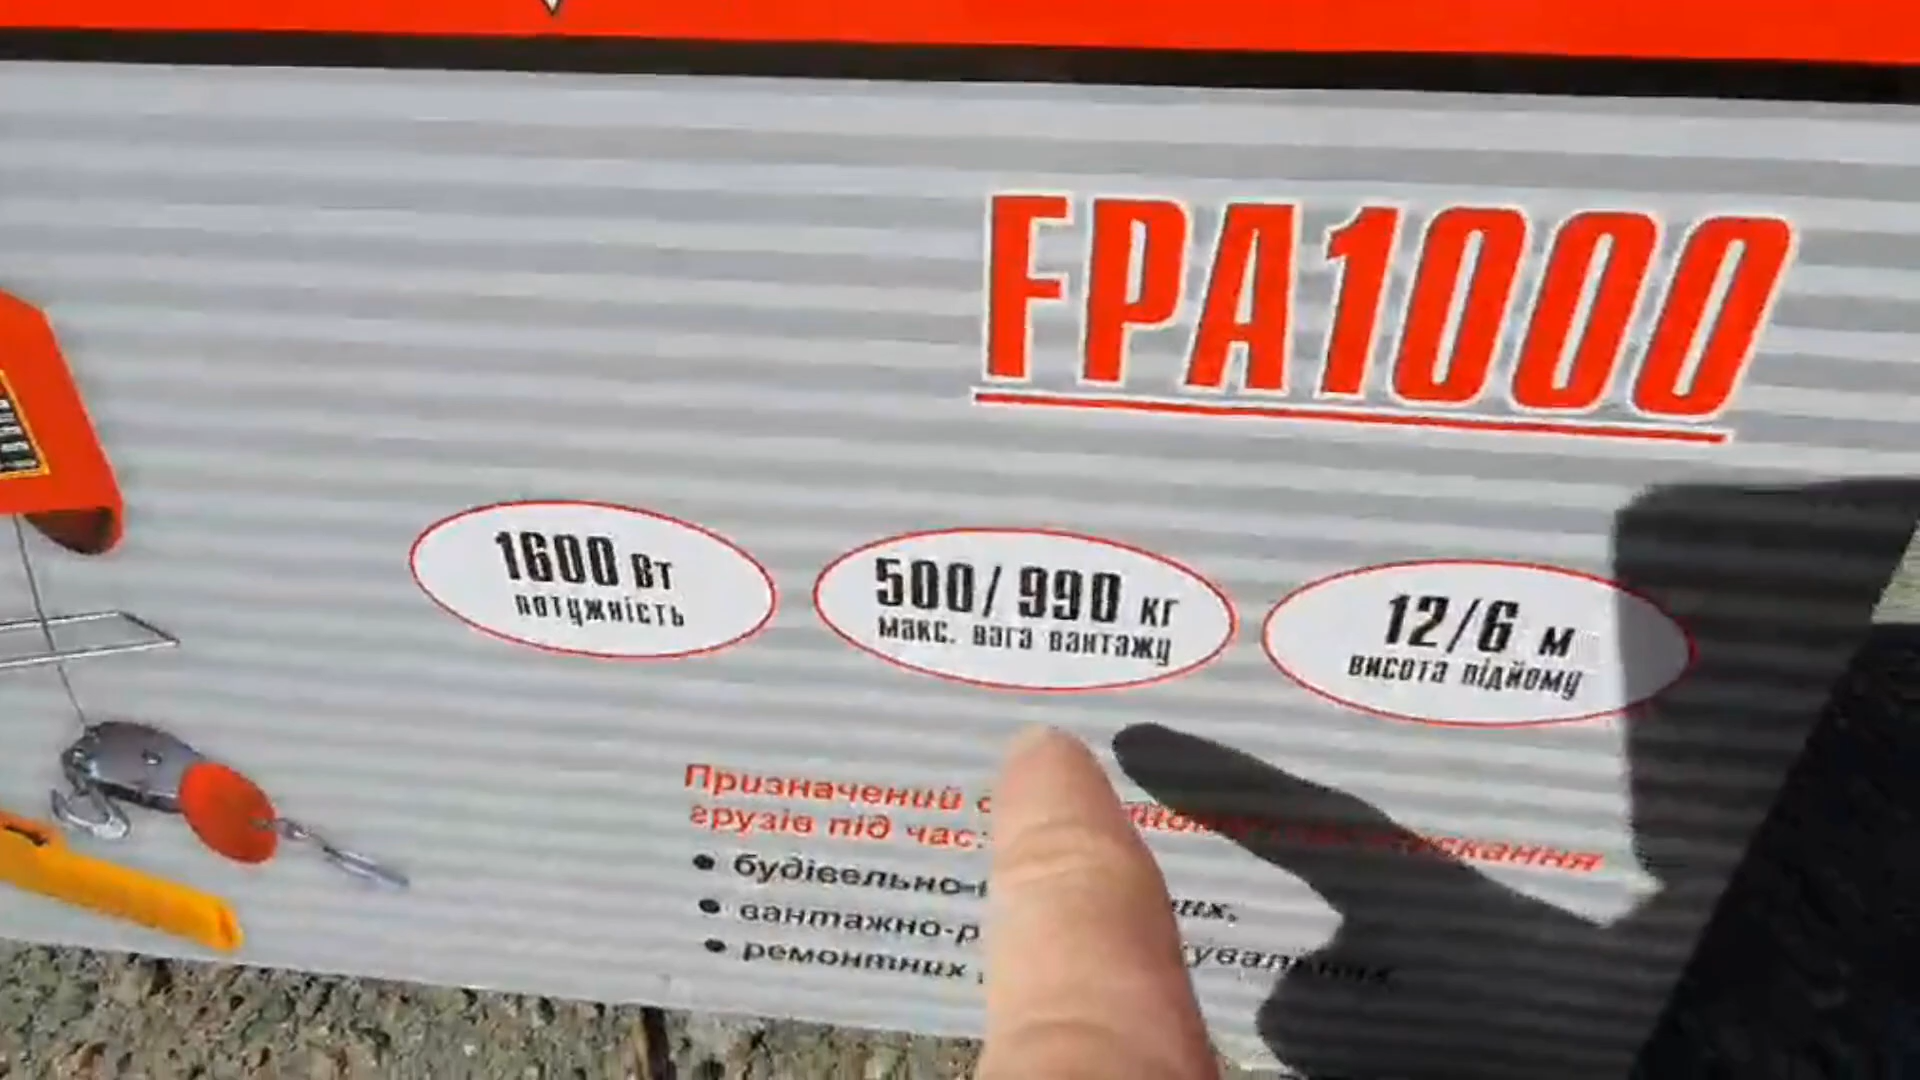 FPA1000
1600 Вт
потужність
500/990 кг
макс. вага вантажу
12/6 м
висота підйому
Призначений скання
грузів під час:
• будівельно- их,
• вантажно-р
• ремонтних